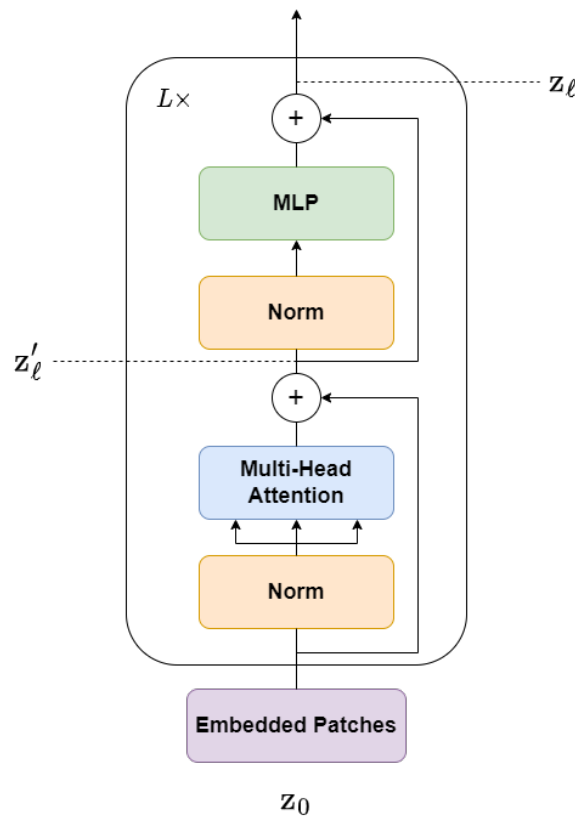 L×
z_ℓ
+
MLP
Norm
z′_ℓ
+
Multi-Head
Attention
Norm
Embedded Patches
z_0